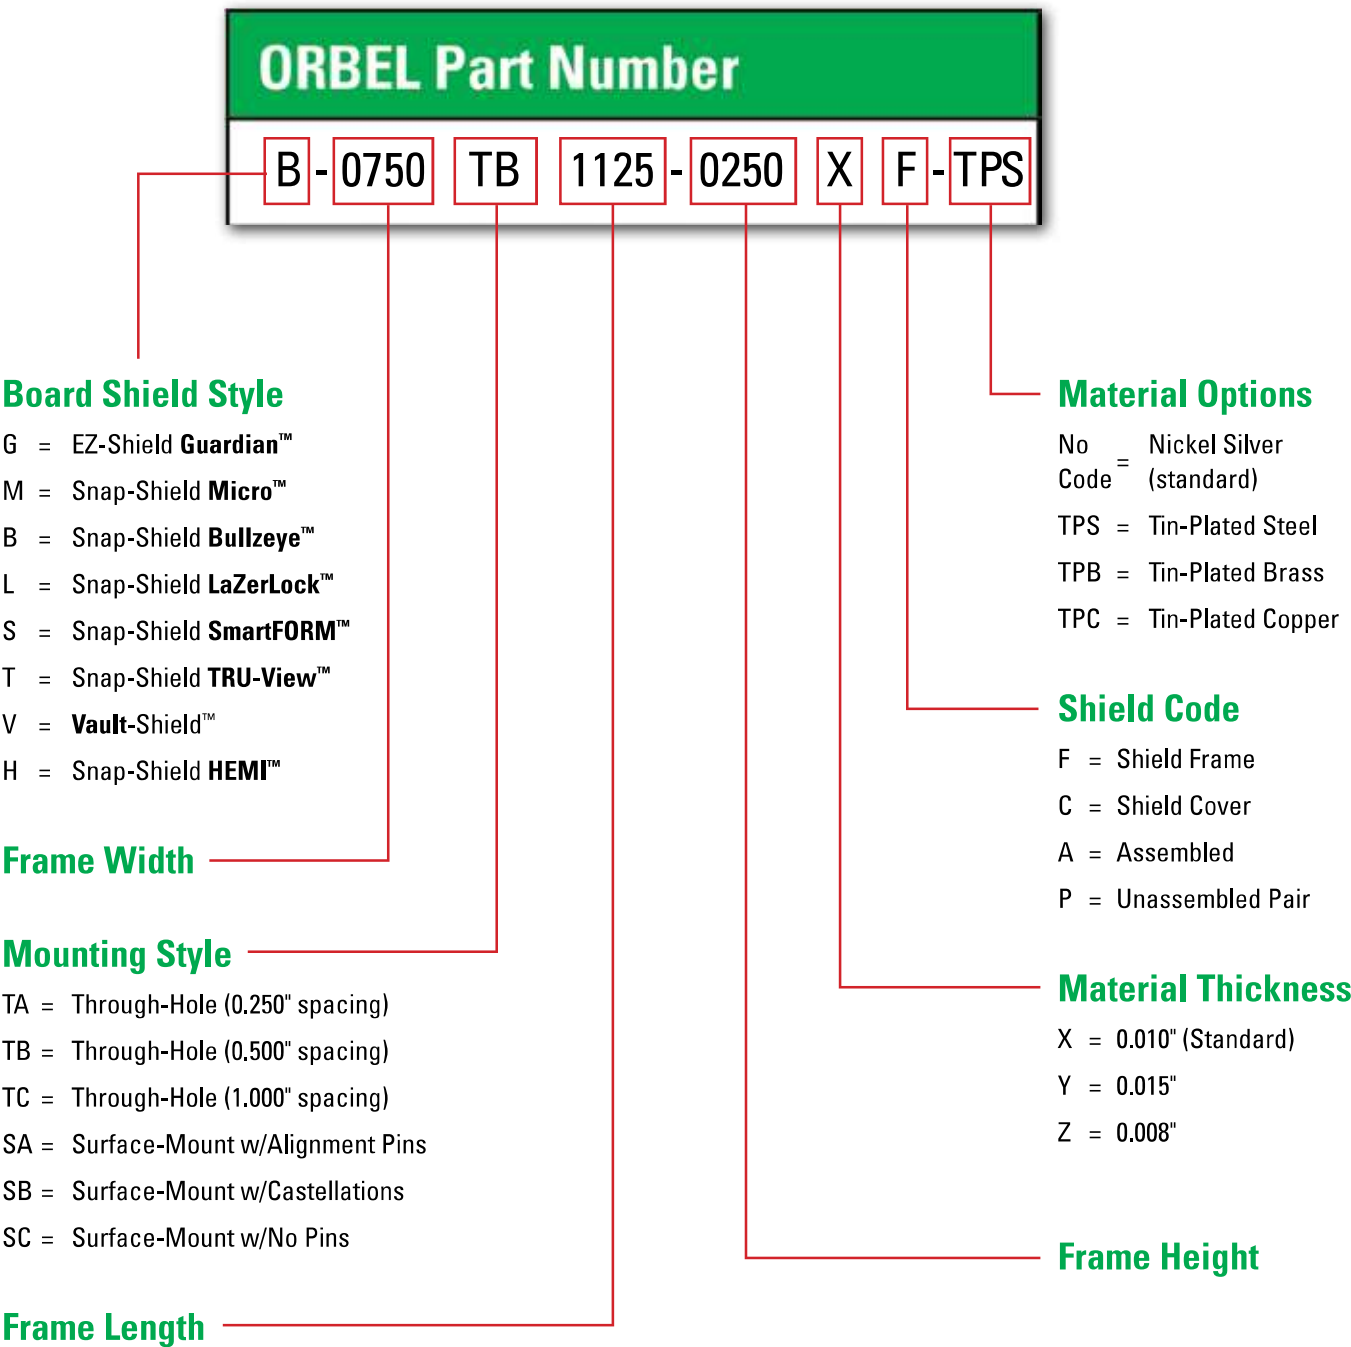 ORBEL Part Number
B - 0750 TB 1125 - 0250 X F - TPS
Board Shield Style
G = EZ-Shield Guardian™
M = Snap-Shield Micro™
B = Snap-Shield Bullzeye™
L = Snap-Shield LaZerLock™
S = Snap-Shield SmartFORM™
T = Snap-Shield TRU-View™
V = Vault-Shield™
H = Snap-Shield HEMI™
Frame Width
Mounting Style
TA = Through-Hole (0.250" spacing)
TB = Through-Hole (0.500" spacing)
TC = Through-Hole (1.000" spacing)
SA = Surface-Mount w/Alignment Pins
SB = Surface-Mount w/Castellations
SC = Surface-Mount w/No Pins
Frame Length
Material Options
No Code = Nickel Silver
(standard)
TPS = Tin-Plated Steel
TPB = Tin-Plated Brass
TPC = Tin-Plated Copper
Shield Code
F = Shield Frame
C = Shield Cover
A = Assembled
P = Unassembled Pair
Material Thickness
X = 0.010" (Standard)
Y = 0.015"
Z = 0.008"
Frame Height